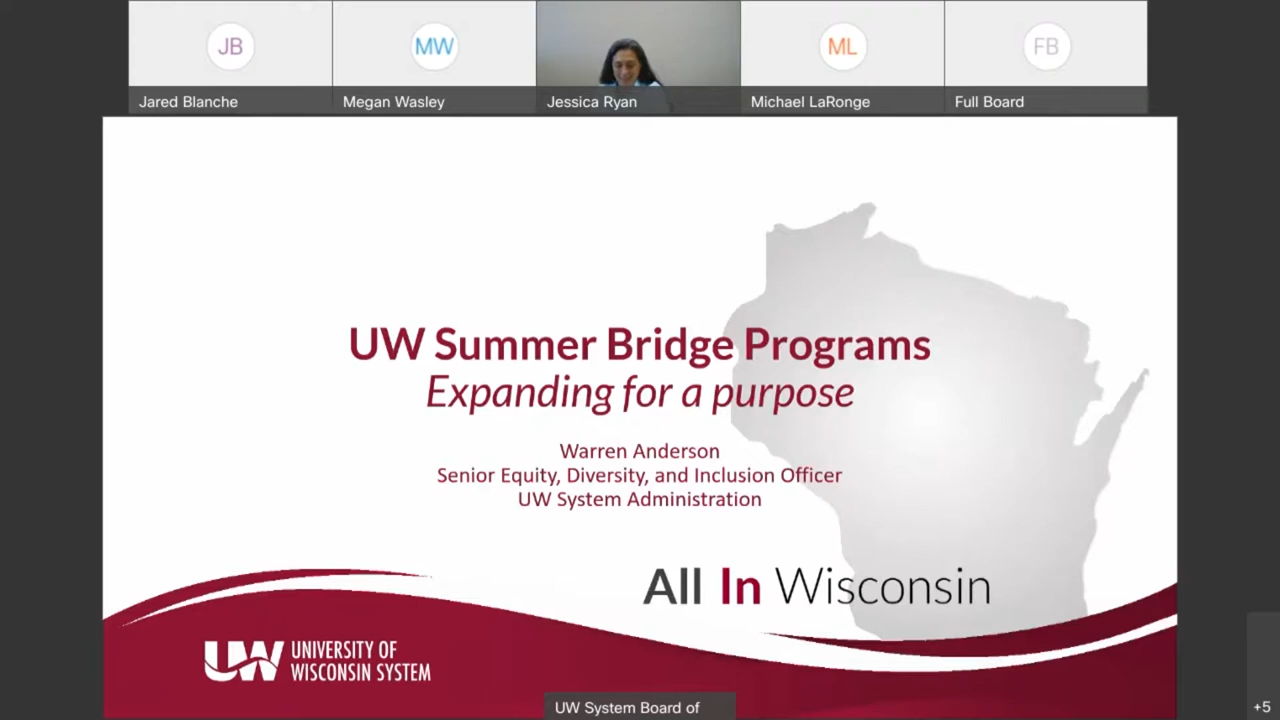 JB
MW
ML
FB
Jared Blanche
Megan Wasley
Jessica Ryan
Michael LaRonge
Full Board
UW Summer Bridge Programs
Expanding for a purpose
Warren Anderson
Senior Equity, Diversity, and Inclusion Officer
UW System Administration
All In Wisconsin
UW
UNIVERSITY OF
WISCONSIN SYSTEM
UW System Board of
+5